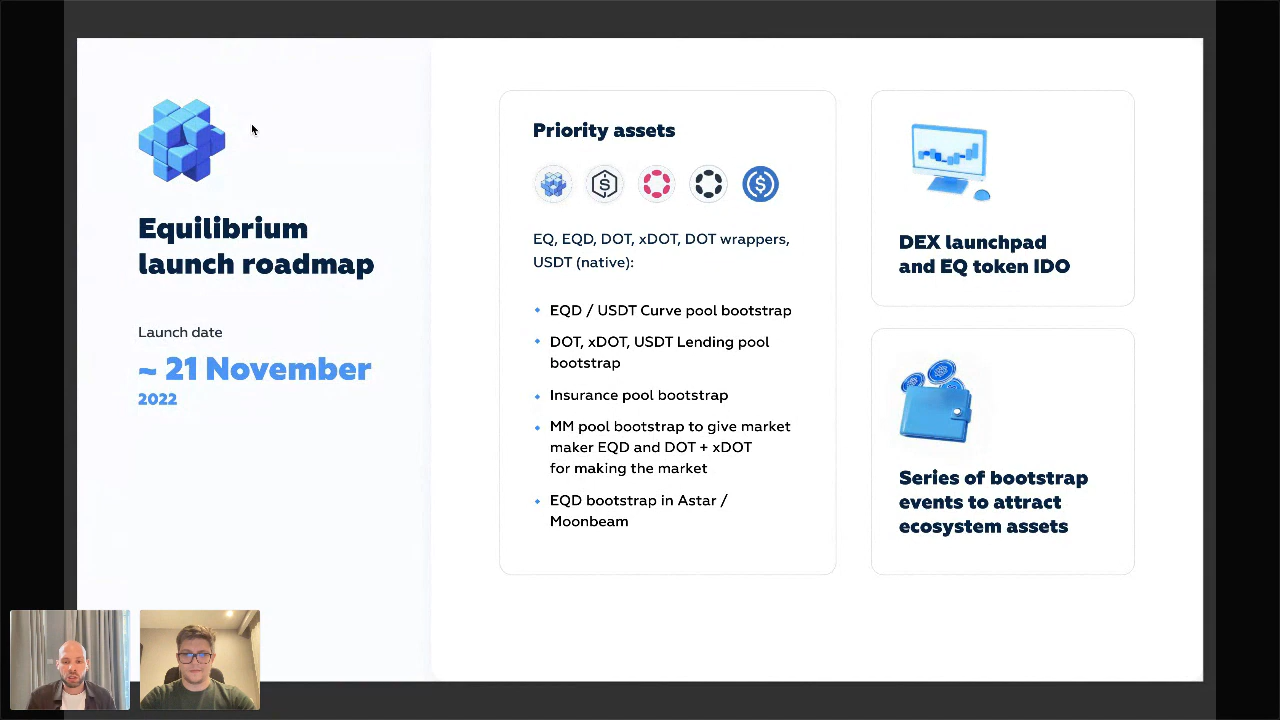 Equilibrium
launch roadmap
Launch date
~ 21 November
2022
Priority assets
EQ, EQD, DOT, xDOT, DOT wrappers,
USDT (native):
EQD / USDT Curve pool bootstrap
DOT, xDOT, USDT Lending pool
bootstrap
Insurance pool bootstrap
MM pool bootstrap to give market
maker EQD and DOT + xDOT
for making the market
EQD bootstrap in Astar /
Moonbeam
DEX launchpad
and EQ token IDO
Series of bootstrap
events to attract
ecosystem assets